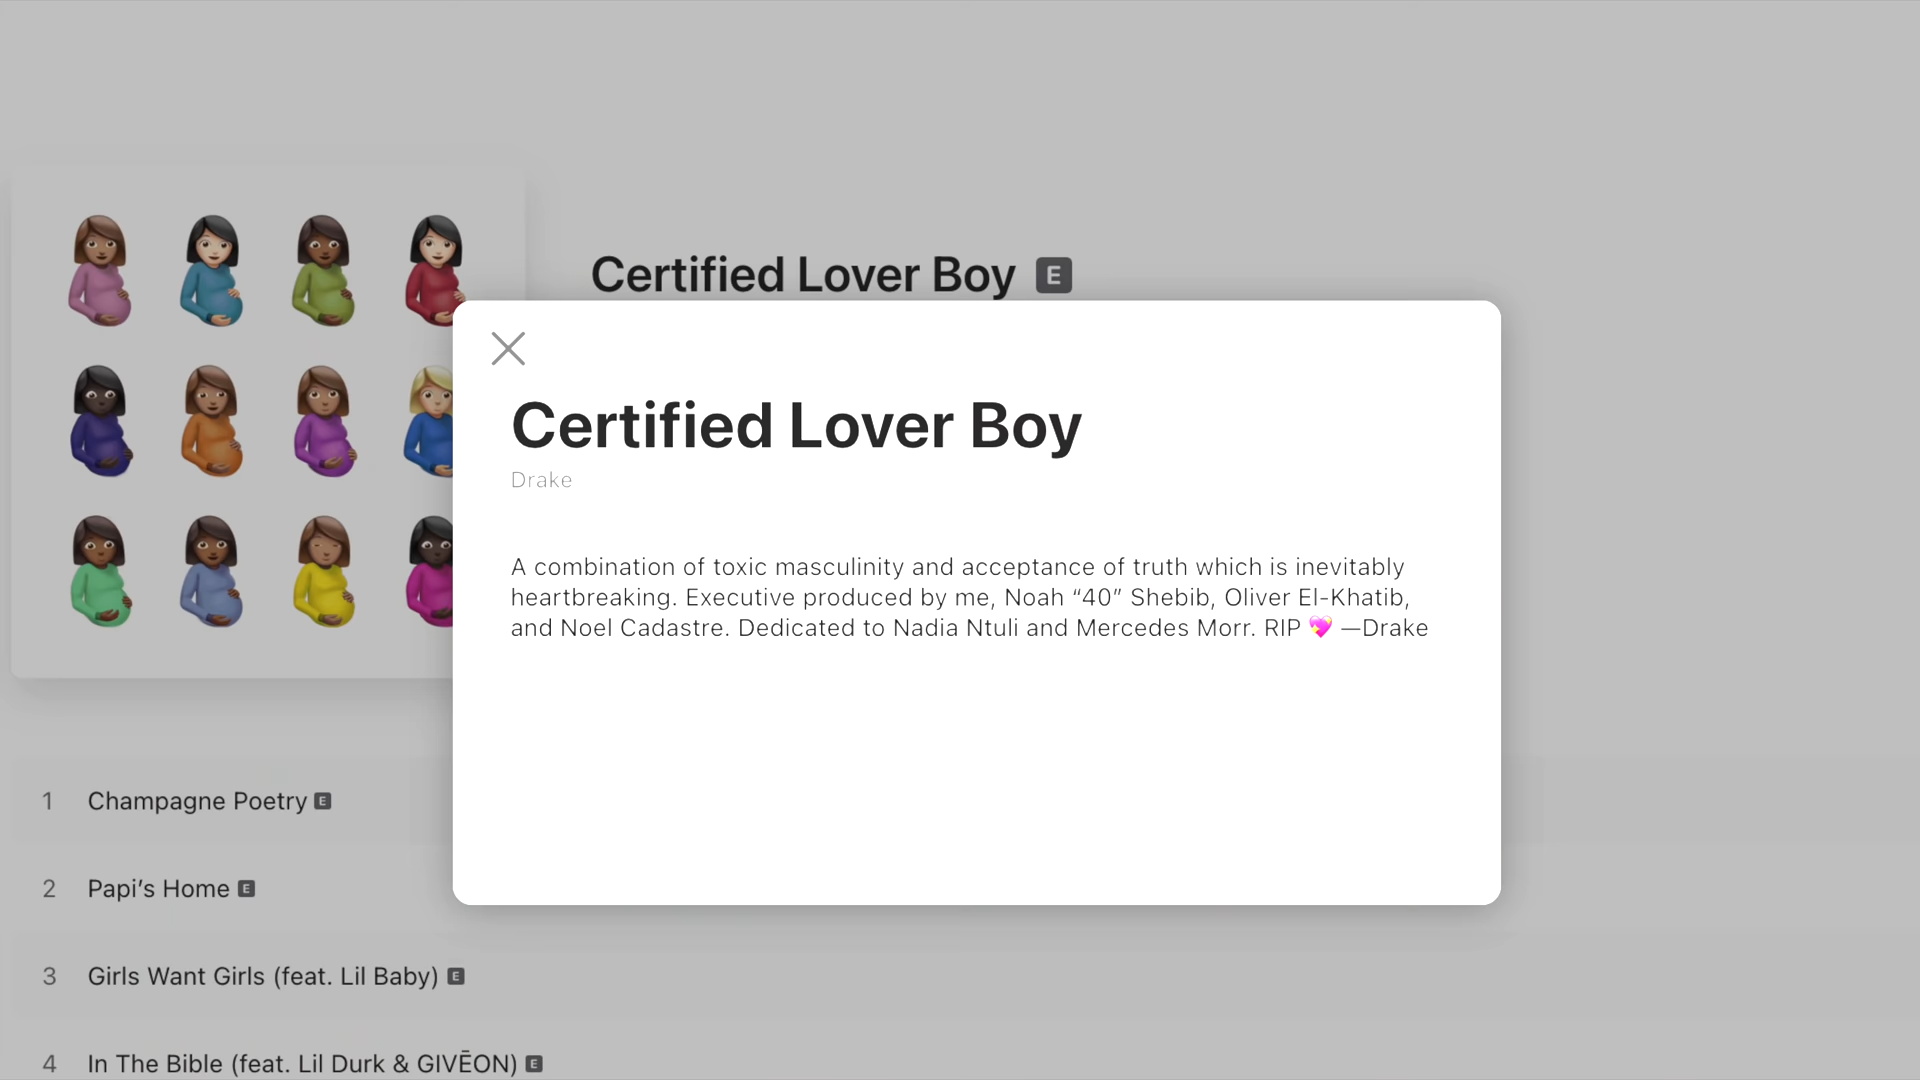 Certified Lover Boy E
Certified Lover Boy
Drake
A combination of toxic masculinity and acceptance of truth which is inevitably
heartbreaking. Executive produced by me, Noah “40” Shebib, Oliver El-Khatib,
and Noel Cadastre. Dedicated to Nadia Ntuli and Mercedes Morr. RIP 💘 —Drake
1 Champagne Poetry E
2 Papi’s Home E
3 Girls Want Girls (feat. Lil Baby) E
4 In The Bible (feat. Lil Durk & GIVĒON) E